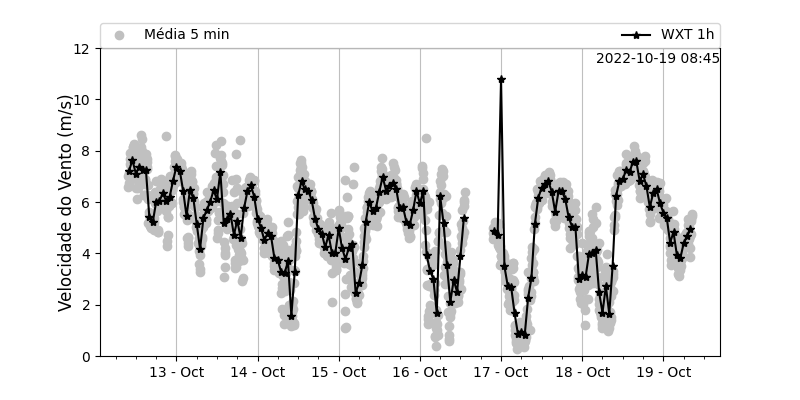 Média 5 min
WXT 1h
2022-10-19 08:45
Velocidade do Vento (m/s)
12
10
8
6
4
2
0
13 - Oct
14 - Oct
15 - Oct
16 - Oct
17 - Oct
18 - Oct
19 - Oct